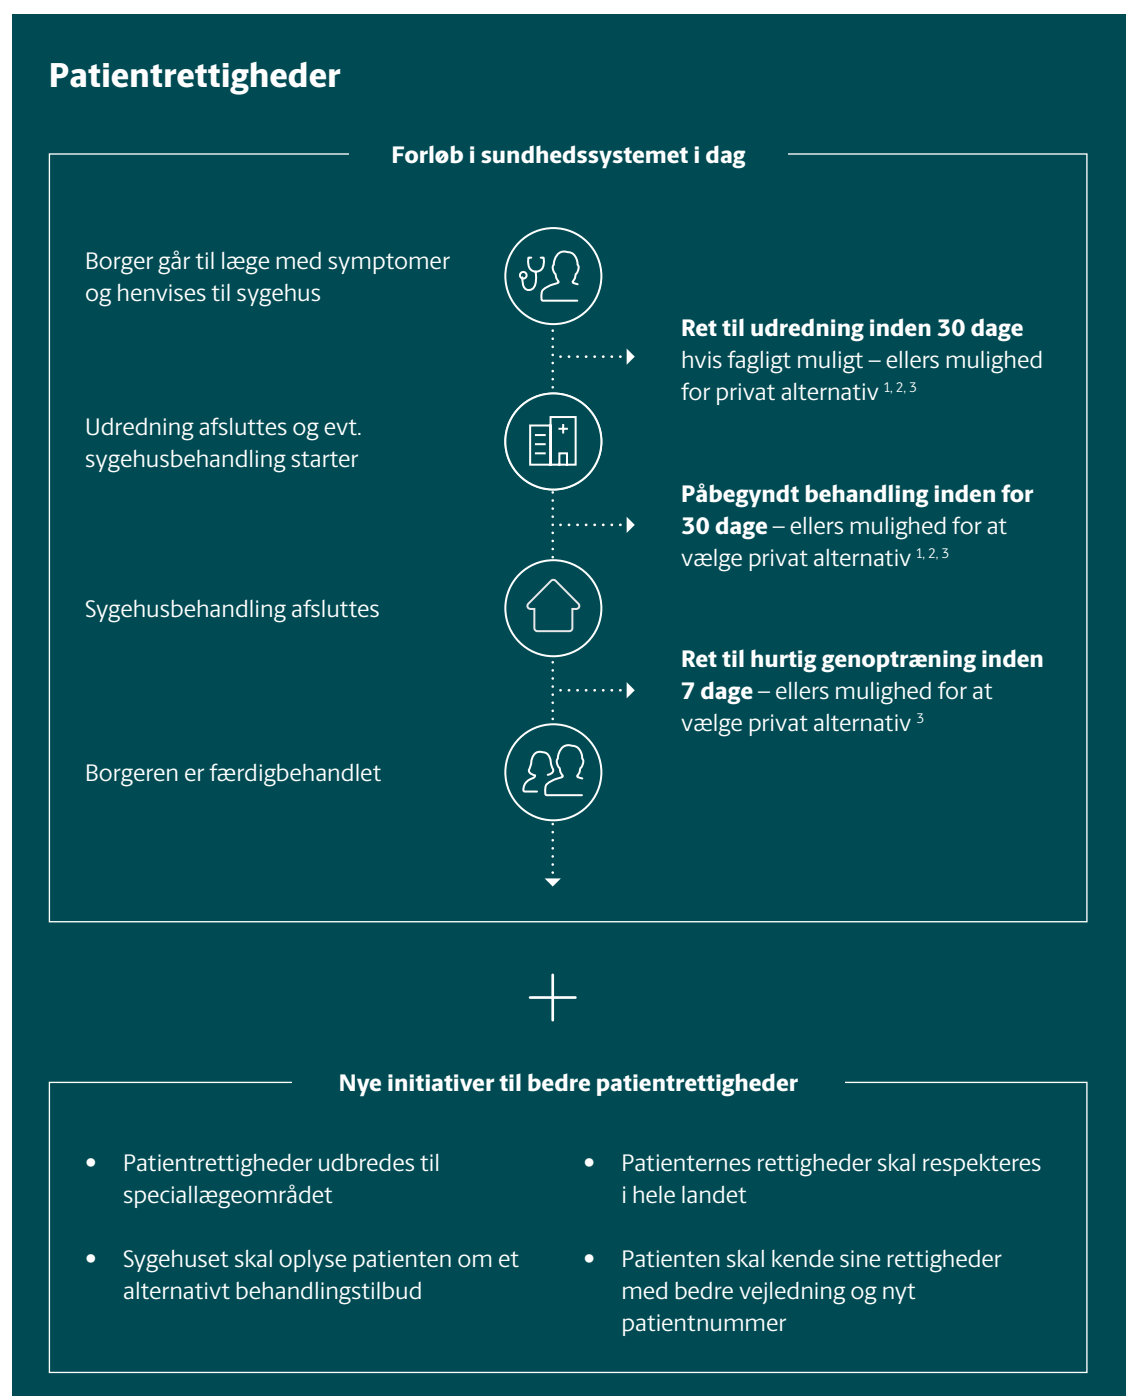 Patientrettigheder
Forløb i sundhedssystemet i dag
Borger går til læge med symptomer
og henvises til sygehus
Ret til udredning inden 30 dage
hvis fagligt muligt – ellers mulighed
for privat alternativ 1, 2, 3
Udredning afsluttes og evt.
sygehusbehandling starter
Påbegyndt behandling inden for
30 dage – ellers mulighed for at
vælge privat alternativ 1, 2, 3
Sygehusbehandling afsluttes
Ret til hurtig genoptræning inden
7 dage – ellers mulighed for at
vælge privat alternativ 3
Borgeren er færdigbehandlet
Nye initiativer til bedre patientrettigheder
• Patientrettigheder udbredes til
speciallægeområdet
• Sygehuset skal oplyse patienten om et
alternativt behandlingstilbud
• Patienternes rettigheder skal respekteres
i hele landet
• Patienten skal kende sine rettigheder
med bedre vejledning og nyt
patientnummer